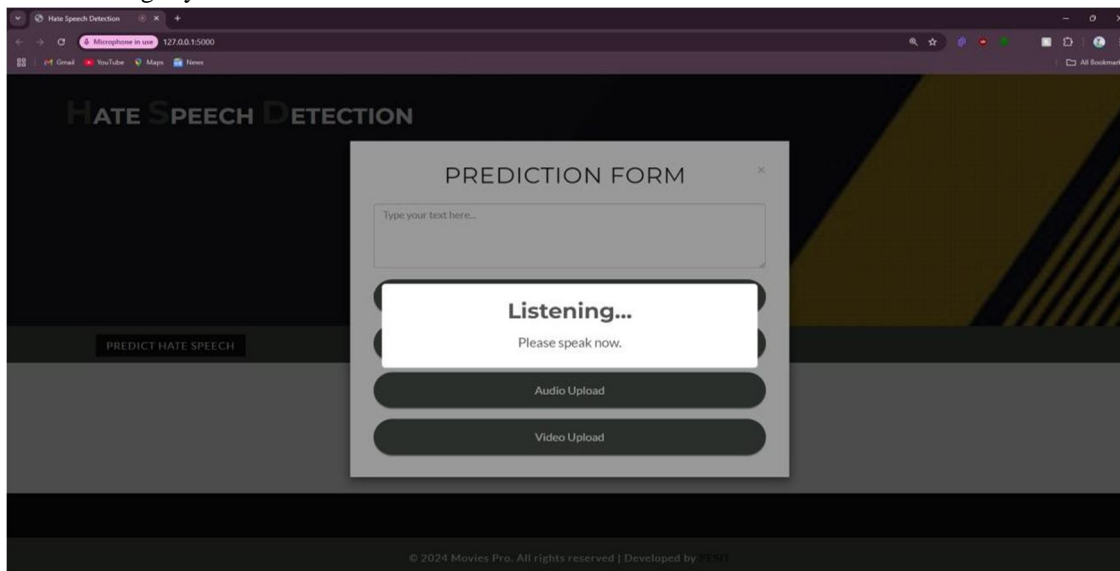 Hate Speech Detection
Microphone in use 127.0.0.1:5000
Gmail YouTube Maps News All Bookmark
HATE SPEECH DETECTION
PREDICTION FORM
Type your text here...
Listening...
Please speak now.
PREDICT HATE SPEECH
Audio Upload
Video Upload
© 2024 Movies Pro. All rights reserved | Developed by